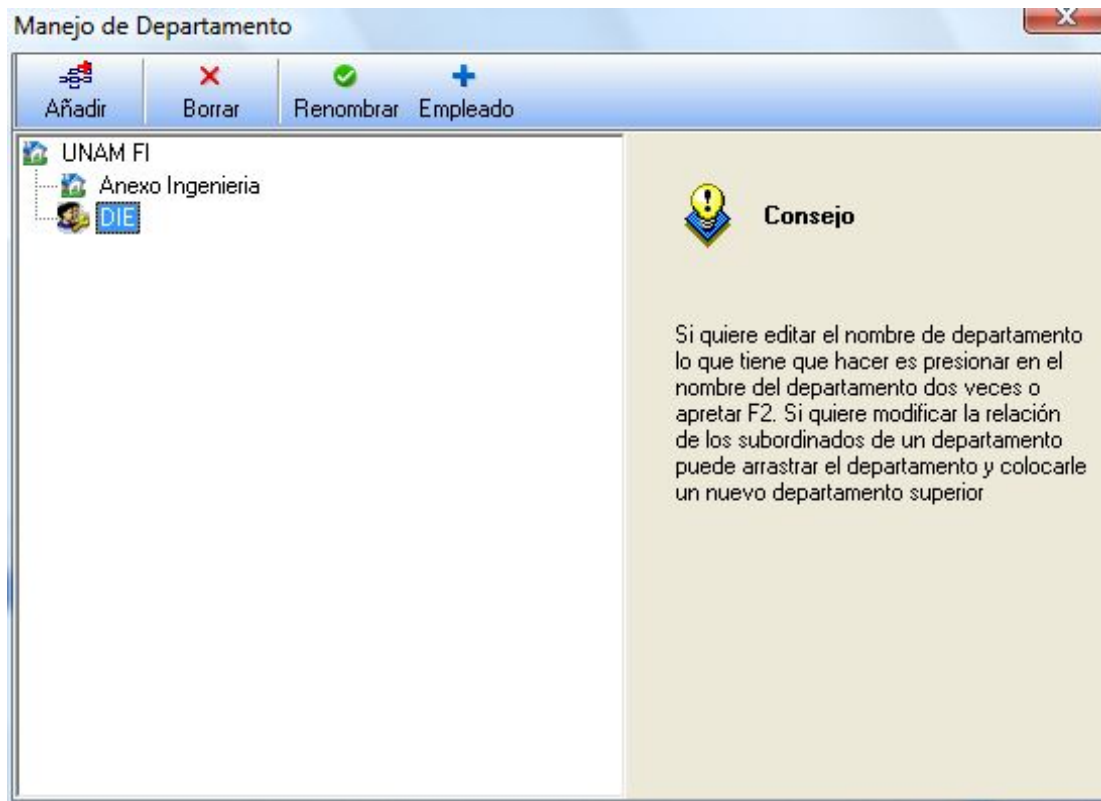 Manejo de Departamento
Añadir Borrar Renombrar Empleado
UNAM FI
Anexo Ingenieria
DIE
Consejo
Si quiere editar el nombre de departamento
lo que tiene que hacer es presionar en el
nombre del departamento dos veces o
apretar F2. Si quiere modificar la relación
de los subordinados de un departamento
puede arrastrar el departamento y colocarle
un nuevo departamento superior